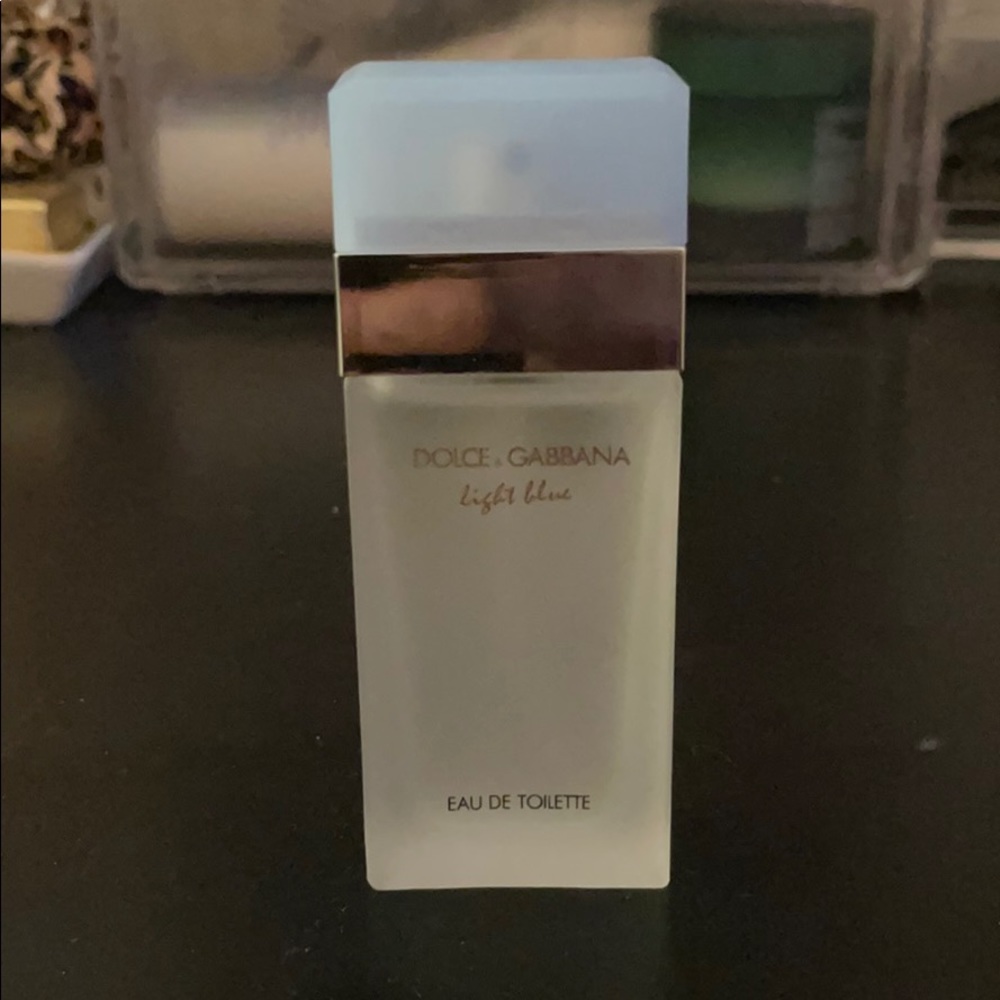 DOLCE & GABBANA
light blue
EAU DE TOILETTE